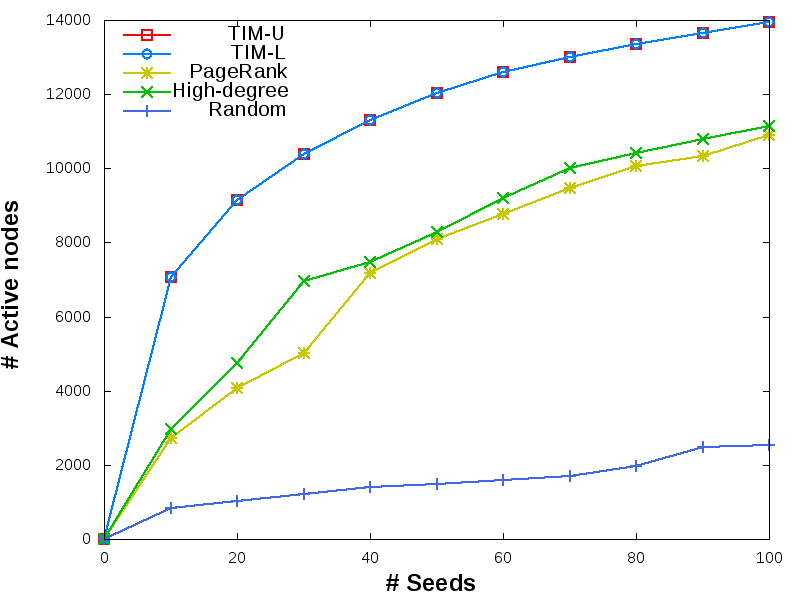 14000
12000
10000
8000
6000
4000
2000
0
TIM-U
TIM-L
PageRank
High-degree
Random
# Active nodes
0 20 40 60 80 100
# Seeds